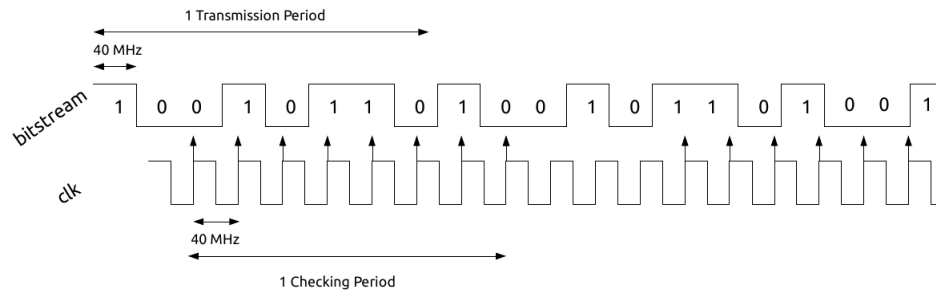 1 Transmission Period
40 MHz
bitstream
1 0 0 1 0 1 1 0 1 0 0 1 0 1 1 0 1 0 0 1
clk
40 MHz
1 Checking Period